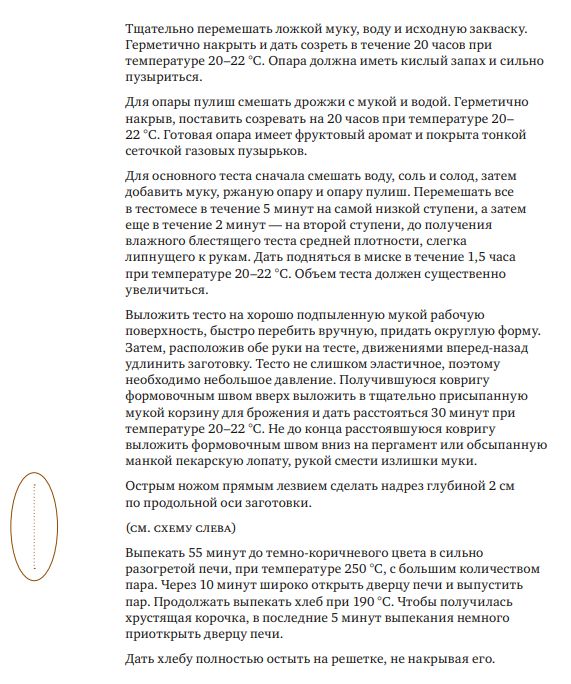 Тщательно перемешать ложкой муку, воду и исходную закваску.
Герметично накрыть и дать созреть в течение 20 часов при
температуре 20–22 °C. Опара должна иметь кислый запах и сильно
пузыриться.
Для опары пулиш смешать дрожжи с мукой и водой. Герметично
накрыв, поставить созревать на 20 часов при температуре 20–
22 °C. Готовая опара имеет фруктовый аромат и покрыта тонкой
сеточкой газовых пузырьков.
Для основного теста сначала смешать воду, соль и солод, затем
добавить муку, ржаную опару и опару пулиш. Перемешать все
в тестомесе в течение 5 минут на самой низкой ступени, а затем
еще в течение 2 минут — на второй ступени, до получения
влажного блестящего теста средней плотности, слегка
липнущего к рукам. Дать подняться в миске в течение 1,5 часа
при температуре 20–22 °C. Объем теста должен существенно
увеличиться.
Выложить тесто на хорошо подпыленную мукой рабочую
поверхность, быстро перебить вручную, придать округлую форму.
Затем, расположив обе руки на тесте, движениями вперед-назад
удлинить заготовку. Тесто не слишком эластичное, поэтому
необходимо небольшое давление. Получившуюся ковригу
формовочным швом вверх выложить в тщательно присыпанную
мукой корзину для брожения и дать расстояться 30 минут при
температуре 20–22 °C. Не до конца расстоявшуюся ковригу
выложить формовочным швом вниз на пергамент или обсыпанную
манкой пекарскую лопату, рукой смести излишки муки.
Острым ножом прямым лезвием сделать надрез глубиной 2 см
по продольной оси заготовки.
(СМ. СХЕМУ СЛЕВА)
Выпекать 55 минут до темно-коричневого цвета в сильно
разогретой печи, при температуре 250 °C, с большим количеством
пара. Через 10 минут широко открыть дверцу печи и выпустить
пар. Продолжать выпекать хлеб при 190 °C. Чтобы получилась
хрустящая корочка, в последние 5 минут выпекания немного
приоткрыть дверцу печи.
Дать хлебу полностью остыть на решетке, не накрывая его.